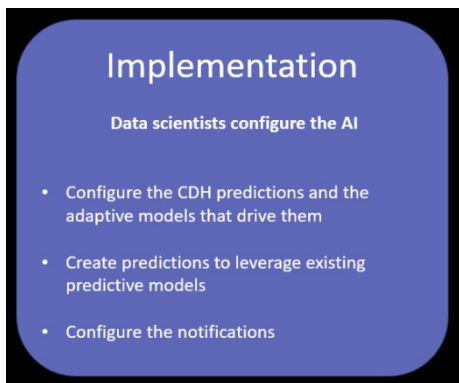 Implementation
Data scientists configure the AI
• Configure the CDH predictions and the
adaptive models that drive them
• Create predictions to leverage existing
predictive models
• Configure the notifications